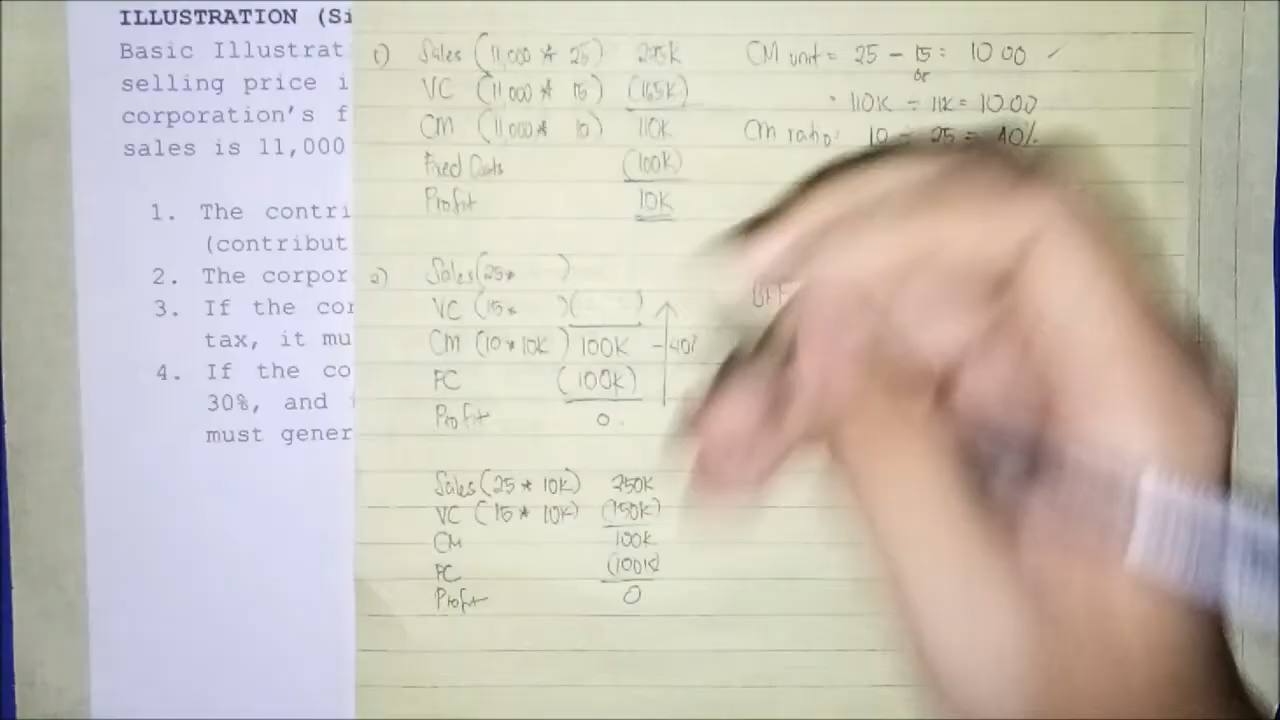 ILLUSTRATION (Si
Basic Illustrat
selling price i
corporation's f
sales is 11,000
1. The contri
(contribut
2. The corpor
3. If the cor
tax, it mu
4. If the co
30%, and i
must gener
1) Sales (11,000 * 25) 275K
VC (11,000 * 15) (165K)
CM (11,000 * 10) 110K
Fixed Costs (100K)
Profit 10K
CM unit = 25 - 15 = 10.00 ✓
or
110K ÷ 11K = 10.00
CM ratio: 10 ÷ 25 = 40%
2) Sales (25* )
VC (15* ) ( )
CM (10*10K) 100K 40%
FC (100K)
Profit 0
Sales (25 * 10K) 250K
VC (15 * 10K) (150K)
CM 100K
FC (100K)
Profit 0